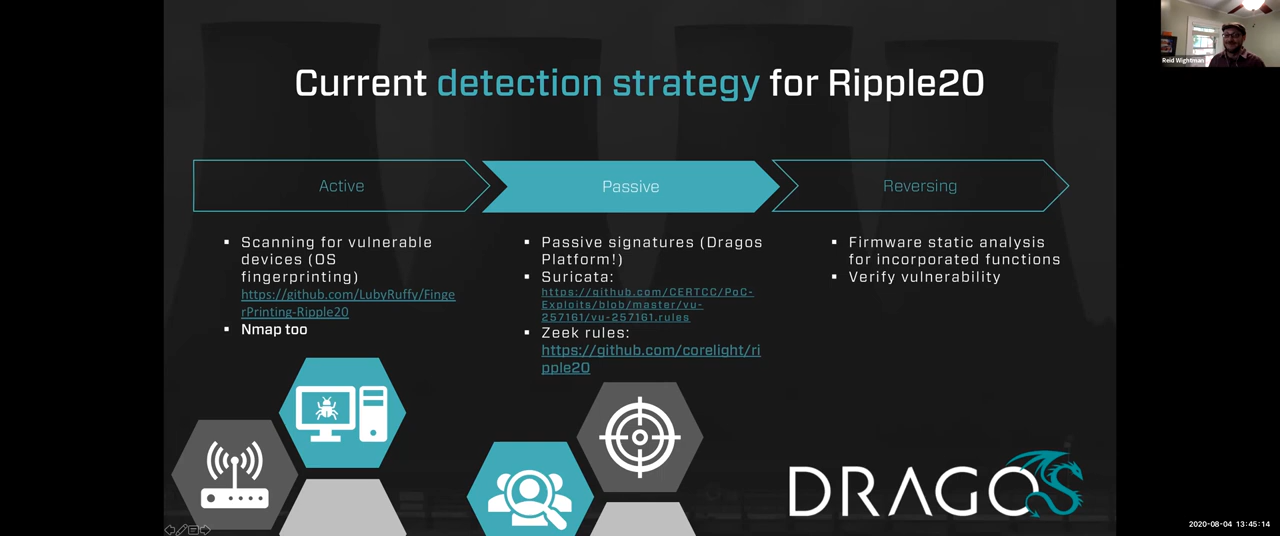 Current detection strategy for Ripple20
Reid Wightman
Active
Passive
Reversing
▪ Scanning for vulnerable
devices (OS
fingerprinting)
https://github.com/LubyRuffy/Finge
rPrinting-Ripple20
▪ Nmap too
▪ Passive signatures (Dragos
Platform!)
▪ Suricata:
https://github.com/CERTCC/PoC-
Exploits/blob/master/vu-
257161/vu-257161.rules
▪ Zeek rules:
https://github.com/corelight/ri
pple20
▪ Firmware static analysis
for incorporated functions
▪ Verify vulnerability
DRAGOS
2020-08-04 13:45:14